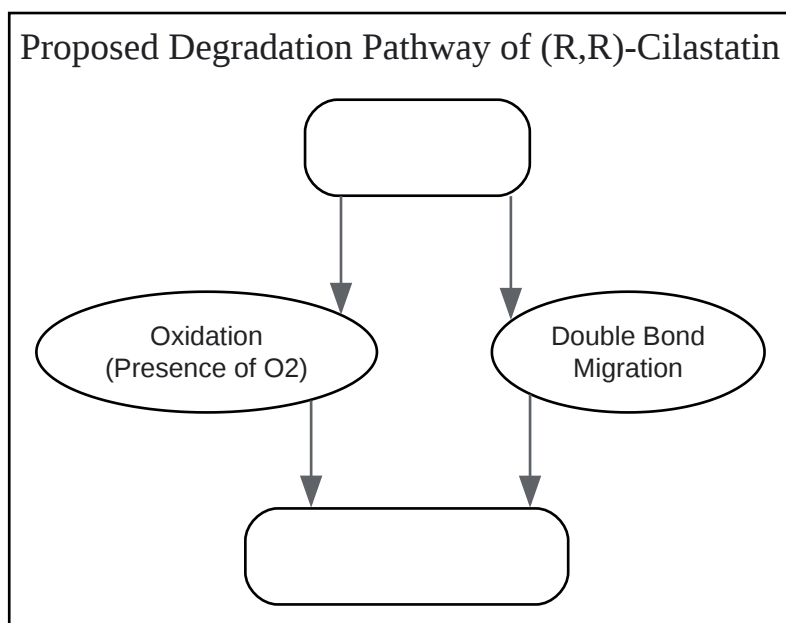 Proposed Degradation Pathway of (R,R)-Cilastatin
Oxidation
(Presence of O2)
Double Bond
Migration